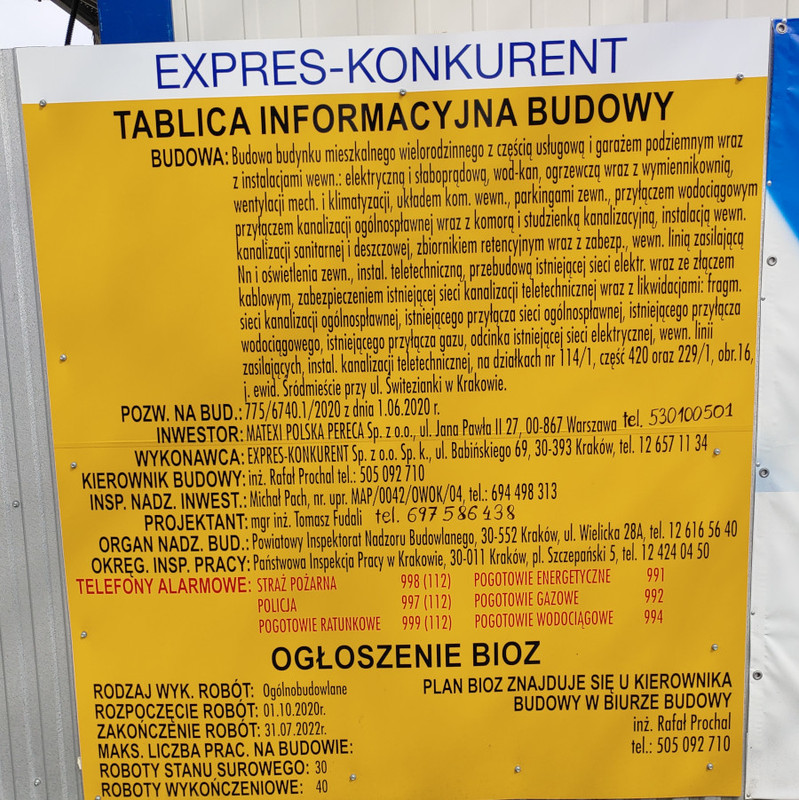 EXPRES-KONKURENT
TABLICA INFORMACYJNA BUDOWY
BUDOWA: Budowa budynku mieszkalnego wielorodzinnego z częścią usługową i garażem podziemnym wraz
z instalacjami wewn.: elektryczną i słaboprądową, wod-kan, ogrzewczą wraz z wymiennikownią,
wentylacji mech. i klimatyzacji, układem kom. wewn., parkingami zewn., przyłączem wodociągowym
przyłączem kanalizacji ogólnospławnej wraz z komorą i studzienką kanalizacyjną, instalacją wewn.
kanalizacji sanitarnej i deszczowej, zbiornikiem retencyjnym wraz z zabezp., wewn. linią zasilającą
Nn i oświetlenia zewn., instal. teletechniczną, przebudową istniejącej sieci elektr. wraz ze złączem
kablowym, zabezpieczeniem istniejącej sieci kanalizacji teletechnicznej wraz z likwidacjami: fragm.
sieci kanalizacji ogólnospławnej, istniejącego przyłącza sieci ogólnospławnej, istniejącego przyłącza
wodociągowego, istniejącego przyłącza gazu, odcinka istniejącej sieci elektrycznej, wewn. linii
zasilających, instal. kanalizacji teletechnicznej, na działkach nr 114/1, część 420 oraz 229/1, obr.16,
j. ewid. Śródmieście przy ul. Świtezianki w Krakowie.
POZW. NA BUD.: 775/6740.1/2020 z dnia 1.06.2020 r.
INWESTOR: MATEXI POLSKA PERECA Sp. z o.o., ul. Jana Pawła II 27, 00-867 Warszawa tel. 530100501
WYKONAWCA: EXPRES-KONKURENT Sp. z o.o. Sp. k., ul. Babińskiego 69, 30-393 Kraków, tel. 12 657 11 34
KIEROWNIK BUDOWY: inż. Rafał Prochal tel.: 505 092 710
INSP. NADZ. INWEST.: Michał Pach, nr. upr. MAP/0042/OWOK/04, tel.: 694 498 313
PROJEKTANT: mgr inż. Tomasz Fudali tel. 697 586 438
ORGAN NADZ. BUD.: Powiatowy Inspektorat Nadzoru Budowlanego, 30-552 Kraków, ul. Wielicka 28A, tel. 12 616 56 40
OKRĘG. INSP. PRACY: Państwowa Inspekcja Pracy w Krakowie, 30-011 Kraków, pl. Szczepański 5, tel. 12 424 04 50
TELEFONY ALARMOWE: STRAŻ POŻARNA 998 (112) POGOTOWIE ENERGETYCZNE 991
POLICJA 997 (112) POGOTOWIE GAZOWE 992
POGOTOWIE RATUNKOWE 999 (112) POGOTOWIE WODOCIĄGOWE 994
OGŁOSZENIE BIOZ
RODZAJ WYK. ROBÓT: Ogólnobudowlane
ROZPOCZĘCIE ROBÓT: 01.10.2020r.
ZAKOŃCZENIE ROBÓT: 31.07.2022r.
MAKS. LICZBA PRAC. NA BUDOWIE:
ROBOTY STANU SUROWEGO: 30
ROBOTY WYKOŃCZENIOWE: 40
PLAN BIOZ ZNAJDUJE SIĘ U KIEROWNIKA
BUDOWY W BIURZE BUDOWY
inż. Rafał Prochal
tel.: 505 092 710